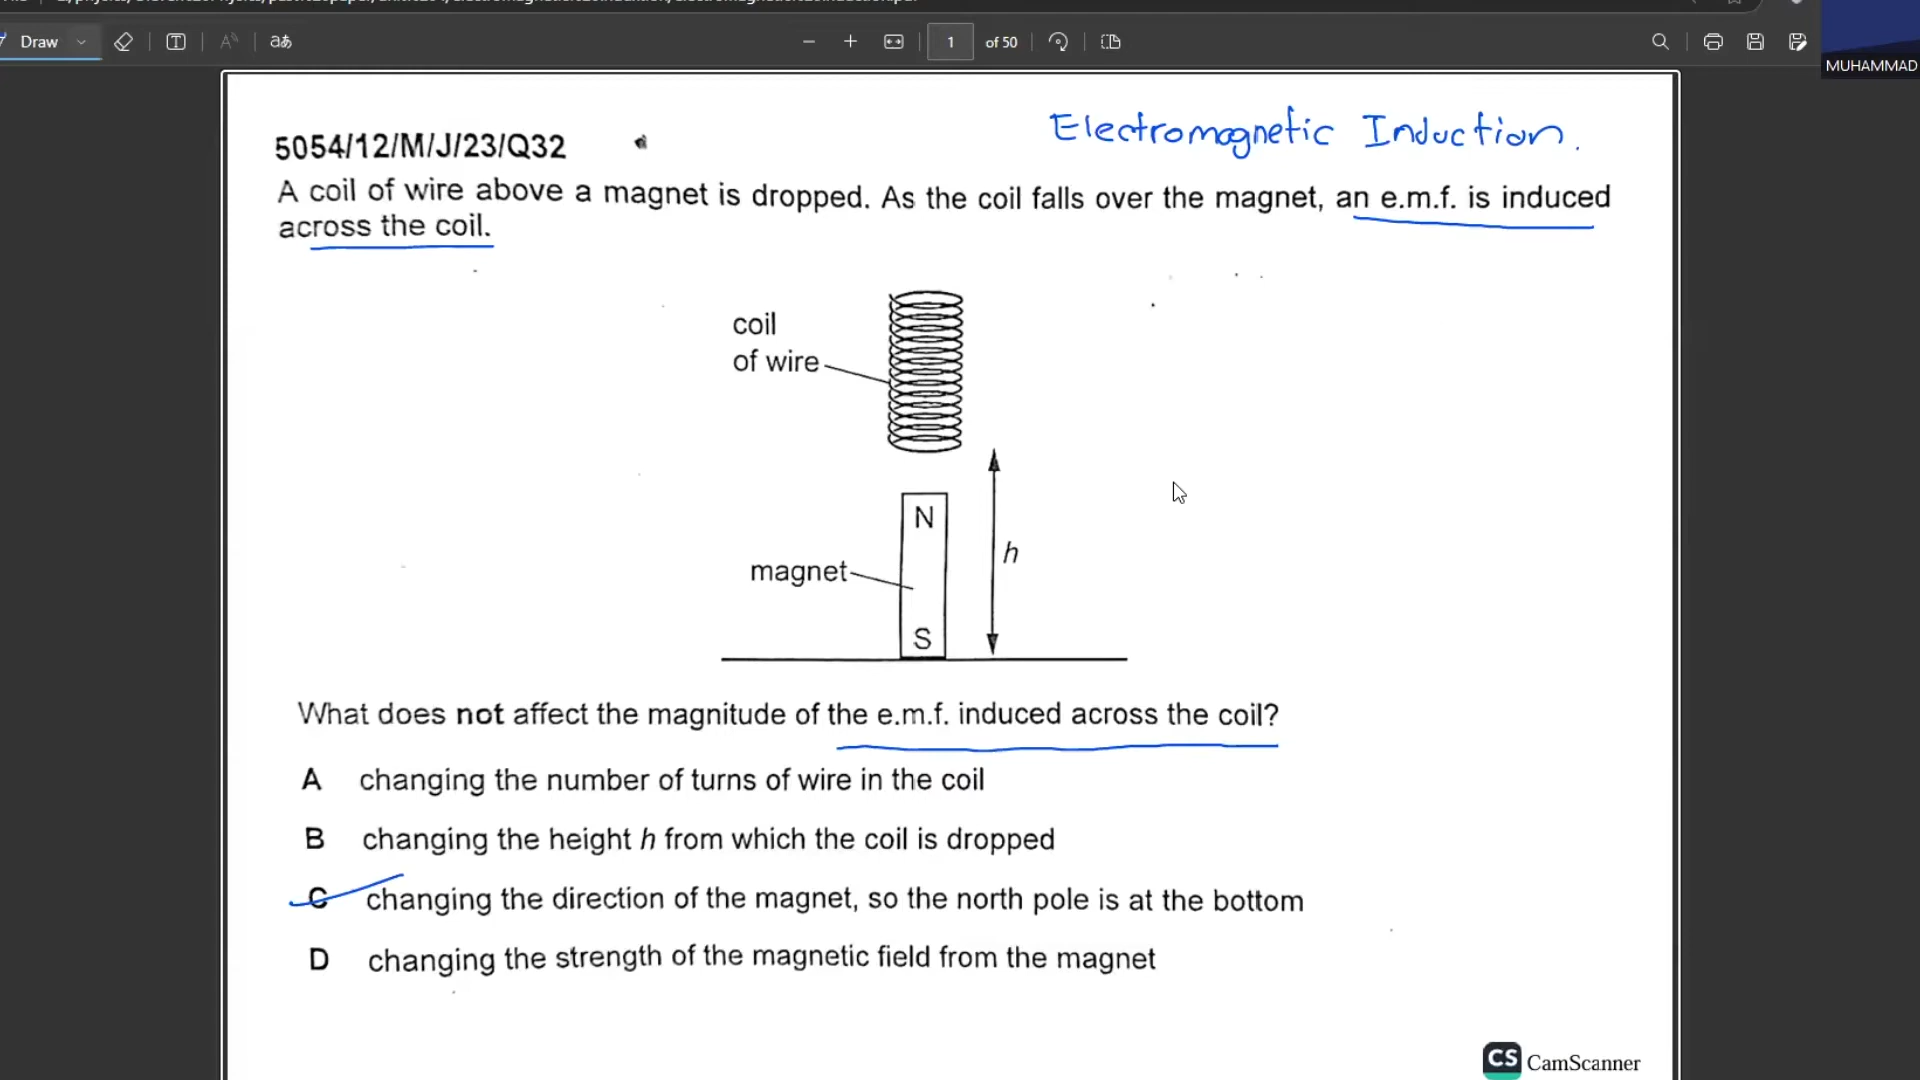 Draw
aあ
1 of 50
MUHAMMAD
Electromagnetic Induction.
5054/12/M/J/23/Q32
A coil of wire above a magnet is dropped. As the coil falls over the magnet, an e.m.f. is induced
across the coil.
coil
of wire
N
h
magnet
S
What does not affect the magnitude of the e.m.f. induced across the coil?
A changing the number of turns of wire in the coil
B changing the height h from which the coil is dropped
C changing the direction of the magnet, so the north pole is at the bottom
D changing the strength of the magnetic field from the magnet
CS CamScanner